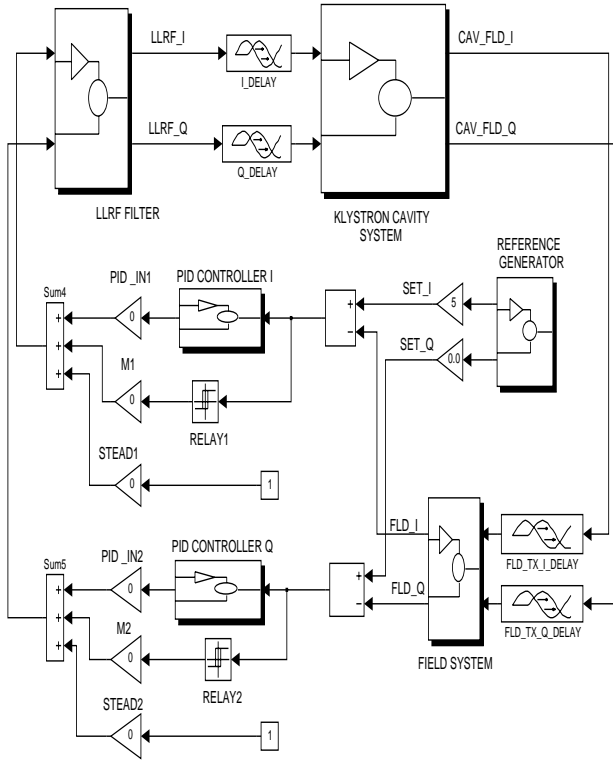 LLRF_I
CAV_FLD_I
I_DELAY
LLRF_Q
CAV_FLD_Q
Q_DELAY
LLRF FILTER
KLYSTRON CAVITY
SYSTEM
REFERENCE
GENERATOR
PID _IN1
PID CONTROLLER I
SET_I
Sum4
+
+
+
0
+
−
5
SET_Q
0.0
M1
0
RELAY1
STEAD1
0
1
FLD_I
FLD_TX_I_DELAY
PID _IN2
PID CONTROLLER Q
Sum5
+
+
+
0
+
−
FLD_Q
FLD_TX_Q_DELAY
M2
0
RELAY2
FIELD SYSTEM
STEAD2
0
1